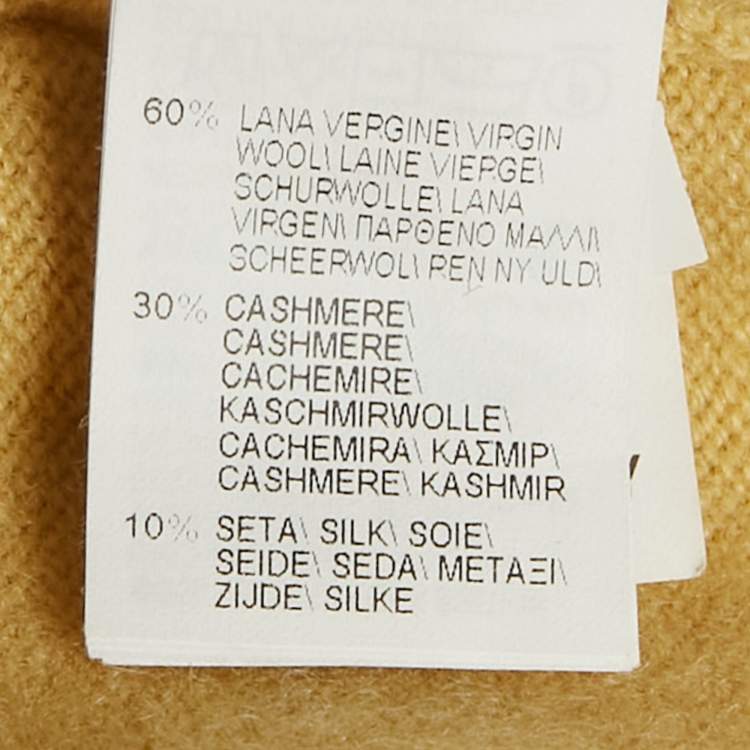 60% LANA VERGINE\ VIRGIN
WOOL\ LAINE VIERGE\
SCHURWOLLE\ LANA
VIRGEN\ ΠΑΡΘΕΝΟ ΜΑΛΛΙ\
SCHEERWOL\ REN NY ULD\
30% CASHMERE\
CASHMERE\
CACHEMIRE\
KASCHMIRWOLLE\
CACHEMIRA\ ΚΑΣΜΙΡ\
CASHMERE\ KASHMIR
10% SETA\ SILK\ SOIE\
SEIDE\ SEDA\ ΜΕΤΑΞΙ\
ZIJDE\ SILKE